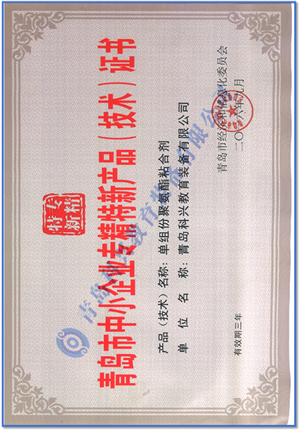 青岛市中小企业专精特新产品（技术）证书
专精
特新
产品（技术）名称：单组份聚氨酯粘合剂
单位名称：青岛科兴教育装备有限公司
有效期三年
青岛市经济和信息化委员会
二〇一六年九月